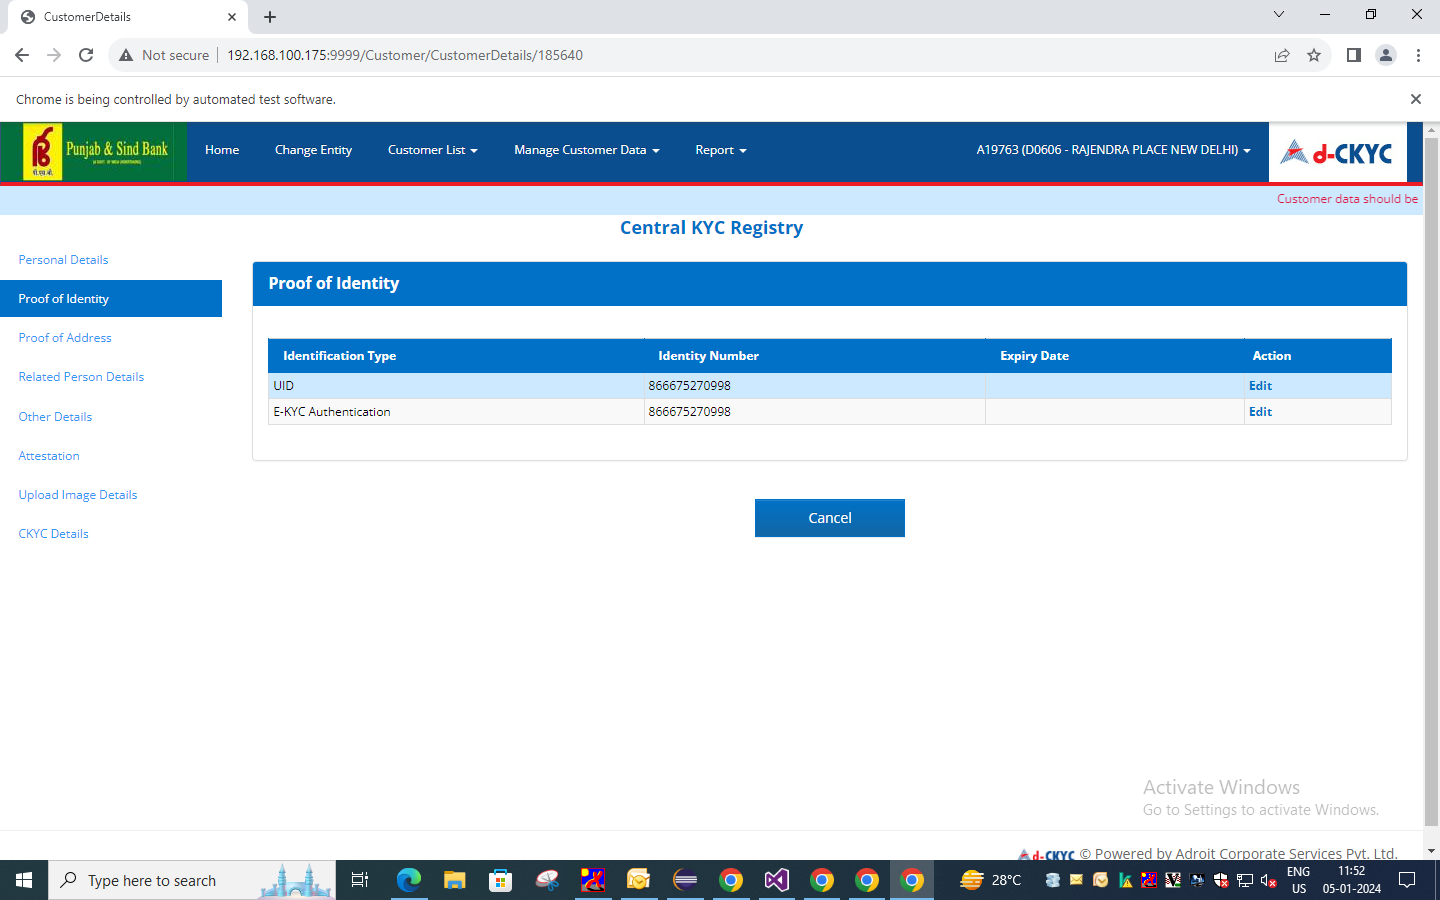 CustomerDetails
Not secure 192.168.100.175:9999/Customer/CustomerDetails/185640
Chrome is being controlled by automated test software.
Punjab & Sind Bank
पी.एस.बी.
Home Change Entity Customer List Manage Customer Data Report A19763 (D0606 - RAJENDRA PLACE NEW DELHI) d-CKYC
Customer data should be
Central KYC Registry
Personal Details
Proof of Identity
Proof of Address
Related Person Details
Other Details
Attestation
Upload Image Details
CKYC Details
Proof of Identity
Identification Type Identity Number Expiry Date Action
UID 866675270998 Edit
E-KYC Authentication 866675270998 Edit
Cancel
Activate Windows
Go to Settings to activate Windows.
d-CKYC © Powered by Adroit Corporate Services Pvt. Ltd.
Type here to search
28°C
ENG
US
11:52
05-01-2024